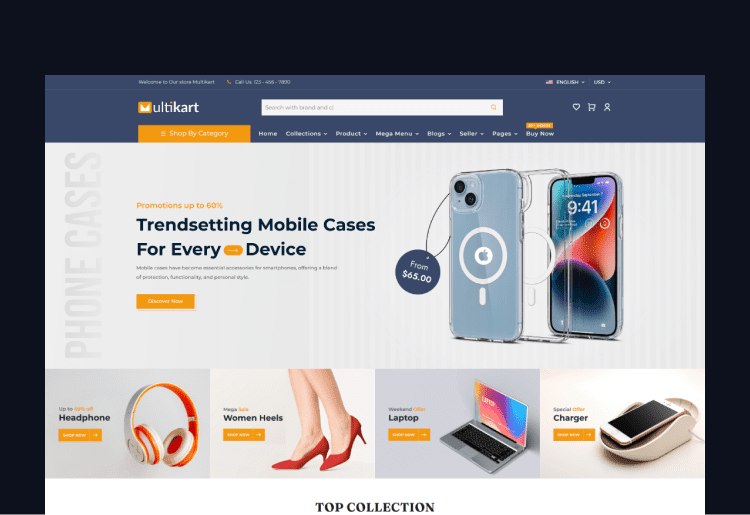 Welcome to Our store Multikart
Call Us: 123 - 456 - 7890
ENGLISH
USD
ultikart
Search with brand and c|
Shop By Category
Home
Collections
Product
Mega Menu
Blogs
Seller
Pages
Buy Now
PHONE CASES
Promotions up to 60%
Trendsetting Mobile Cases
For Every Device
Mobile cases have become essential accessories for smartphones, offering a blend
of protection, functionality, and personal style.
Discover Now
From
$65.00
9:41
Up to 40% off
Headphone
SHOP NOW
Mega Sale
Women Heels
SHOP NOW
Weekend Offer
Laptop
SHOP NOW
Special Offer
Charger
SHOP NOW
TOP COLLECTION